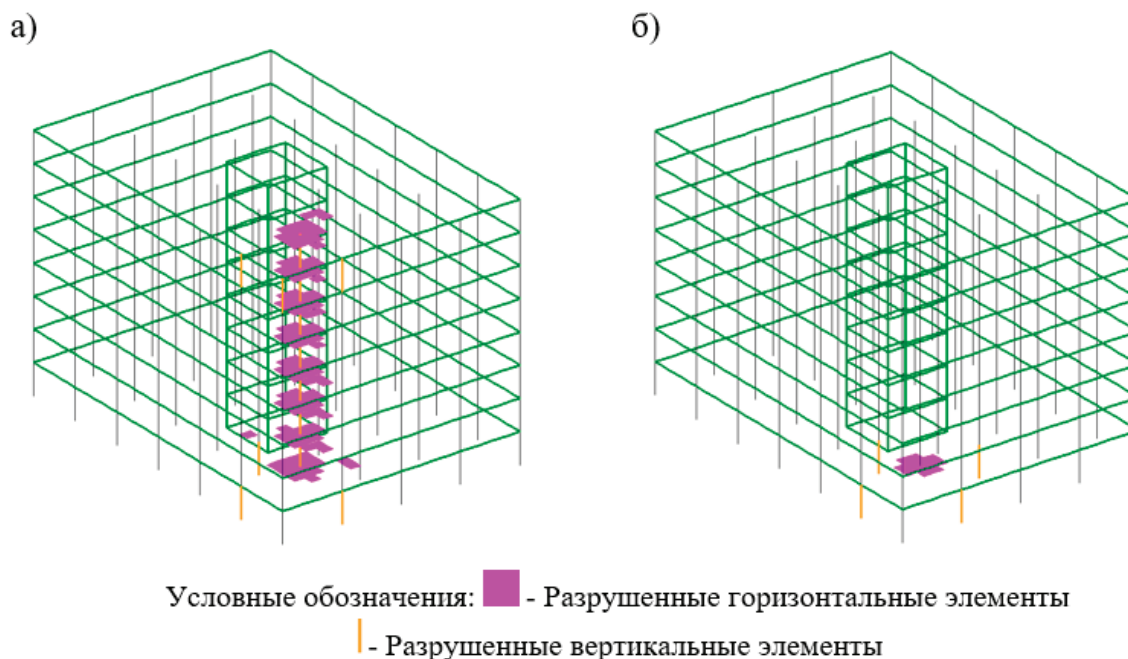 а)
б)
Условные обозначения: - Разрушенные горизонтальные элементы
- Разрушенные вертикальные элементы